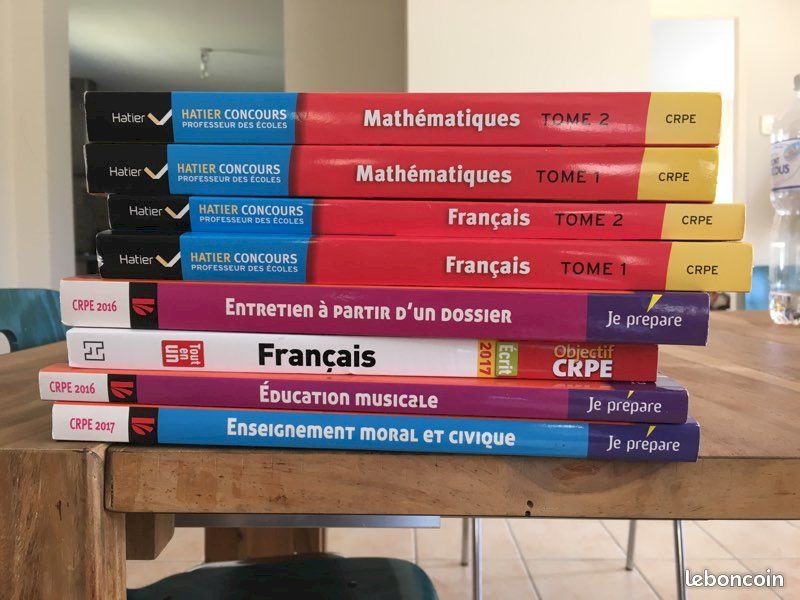 Hatier HATIER CONCOURS Mathématiques TOME 2 CRPE
PROFESSEUR DES ÉCOLES
Hatier HATIER CONCOURS Mathématiques TOME 1 CRPE
PROFESSEUR DES ÉCOLES
Hatier HATIER CONCOURS Français TOME 2 CRPE
PROFESSEUR DES ÉCOLES
Hatier HATIER CONCOURS Français TOME 1 CRPE
PROFESSEUR DES ÉCOLES
CRPE 2016 ENTRETIEN À PARTIR D'UN DOSSIER Je prépare
Tout en un Français 2017 Écrit Objectif CRPE
CRPE 2016 ÉDUCATION MUSICALE Je prépare
CRPE 2017 ENSEIGNEMENT MORAL ET CIVIQUE Je prépare
leboncoin